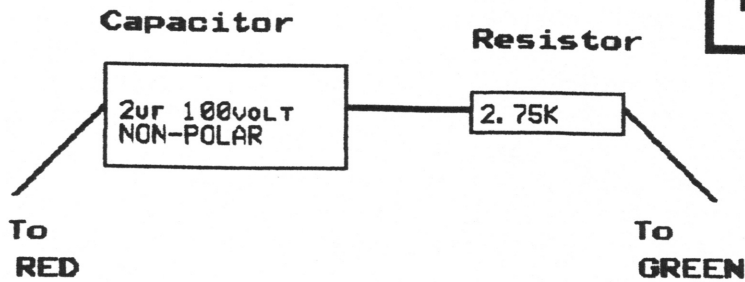 Capacitor
Resistor
2uf 100volt
NON-POLAR
2.75K
To
RED
To
GREEN